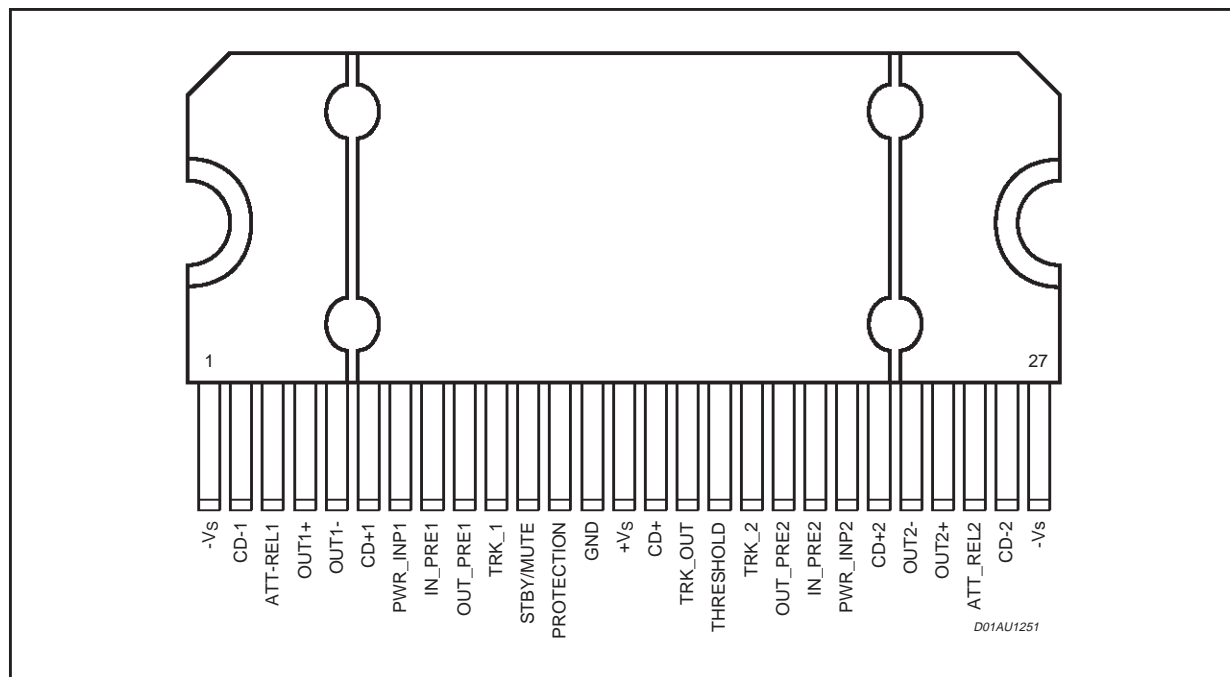 1
27
-Vs
CD-1
ATT-REL1
OUT1+
OUT1-
CD+1
PWR_INP1
IN_PRE1
OUT_PRE1
TRK_1
STBY/MUTE
PROTECTION
GND
+Vs
CD+
TRK_OUT
THRESHOLD
TRK_2
OUT_PRE2
IN_PRE2
PWR_INP2
CD+2
OUT2-
OUT2+
ATT_REL2
CD-2
-Vs
D01AU1251